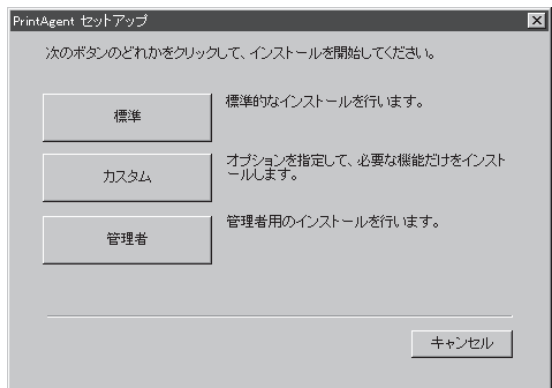 PrintAgent セットアップ
次のボタンのどれかをクリックして、インストールを開始してください。
標準
標準的なインストールを行います。
カスタム
オプションを指定して、必要な機能だけをインスト
ールします。
管理者
管理者用のインストールを行います。
キャンセル